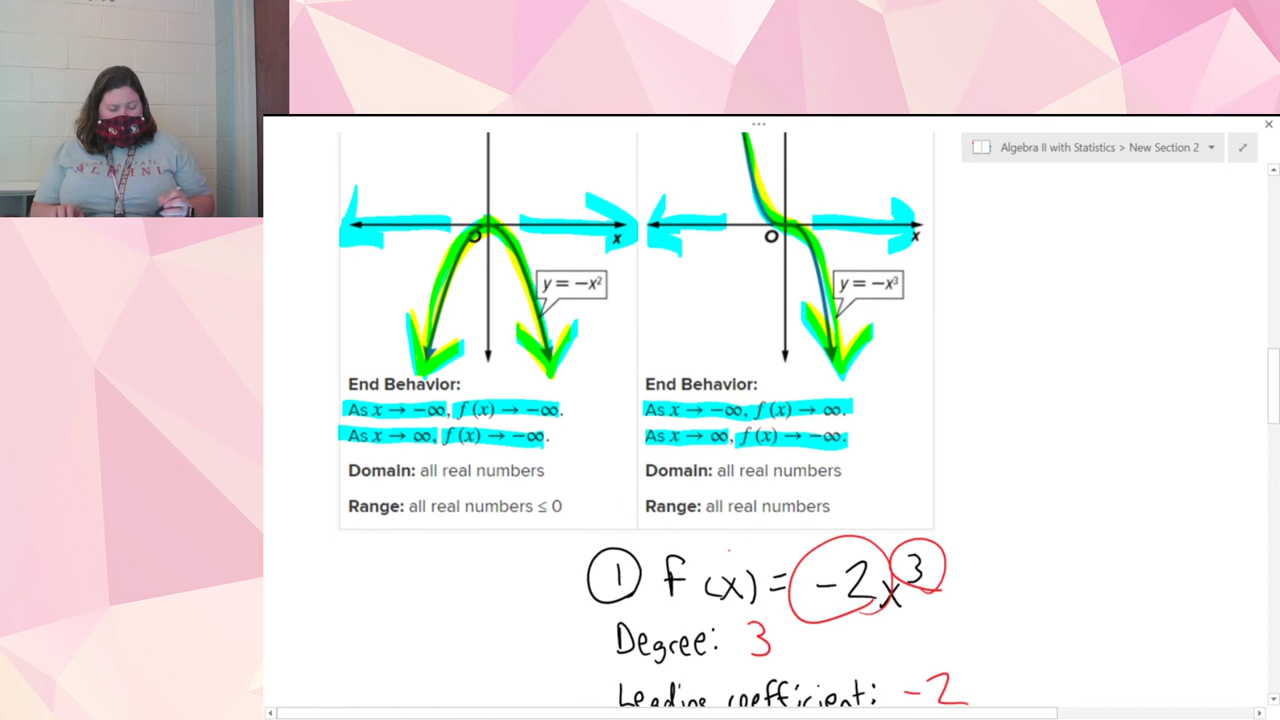 Algebra II with Statistics > New Section 2
ALUMNI
O
x
y = −x²
O
x
y = −x³
End Behavior:
As x → −∞, f (x) → −∞.
As x → ∞, f (x) → −∞.
Domain: all real numbers
Range: all real numbers ≤ 0
End Behavior:
As x → −∞, f (x) → ∞.
As x → ∞, f (x) → −∞.
Domain: all real numbers
Range: all real numbers
① f (x) = −2x³
Degree: 3
Leading coefficient: −2